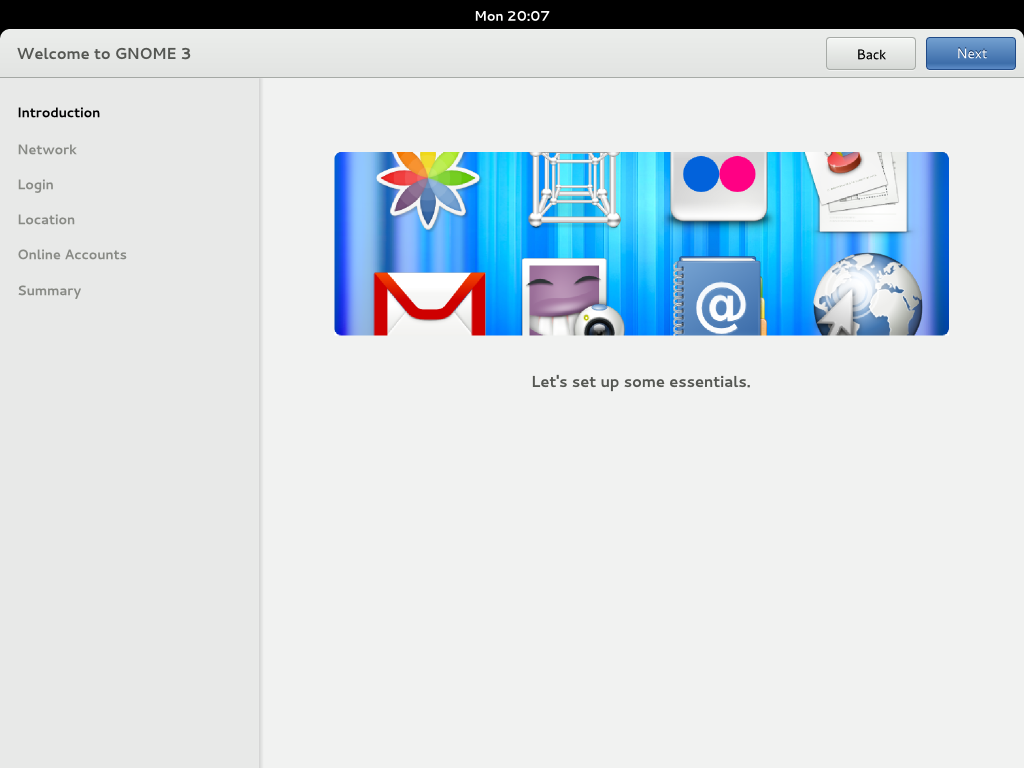 Mon 20:07
Welcome to GNOME 3
Back
Next
Introduction
Network
Login
Location
Online Accounts
Summary
@
Let's set up some essentials.